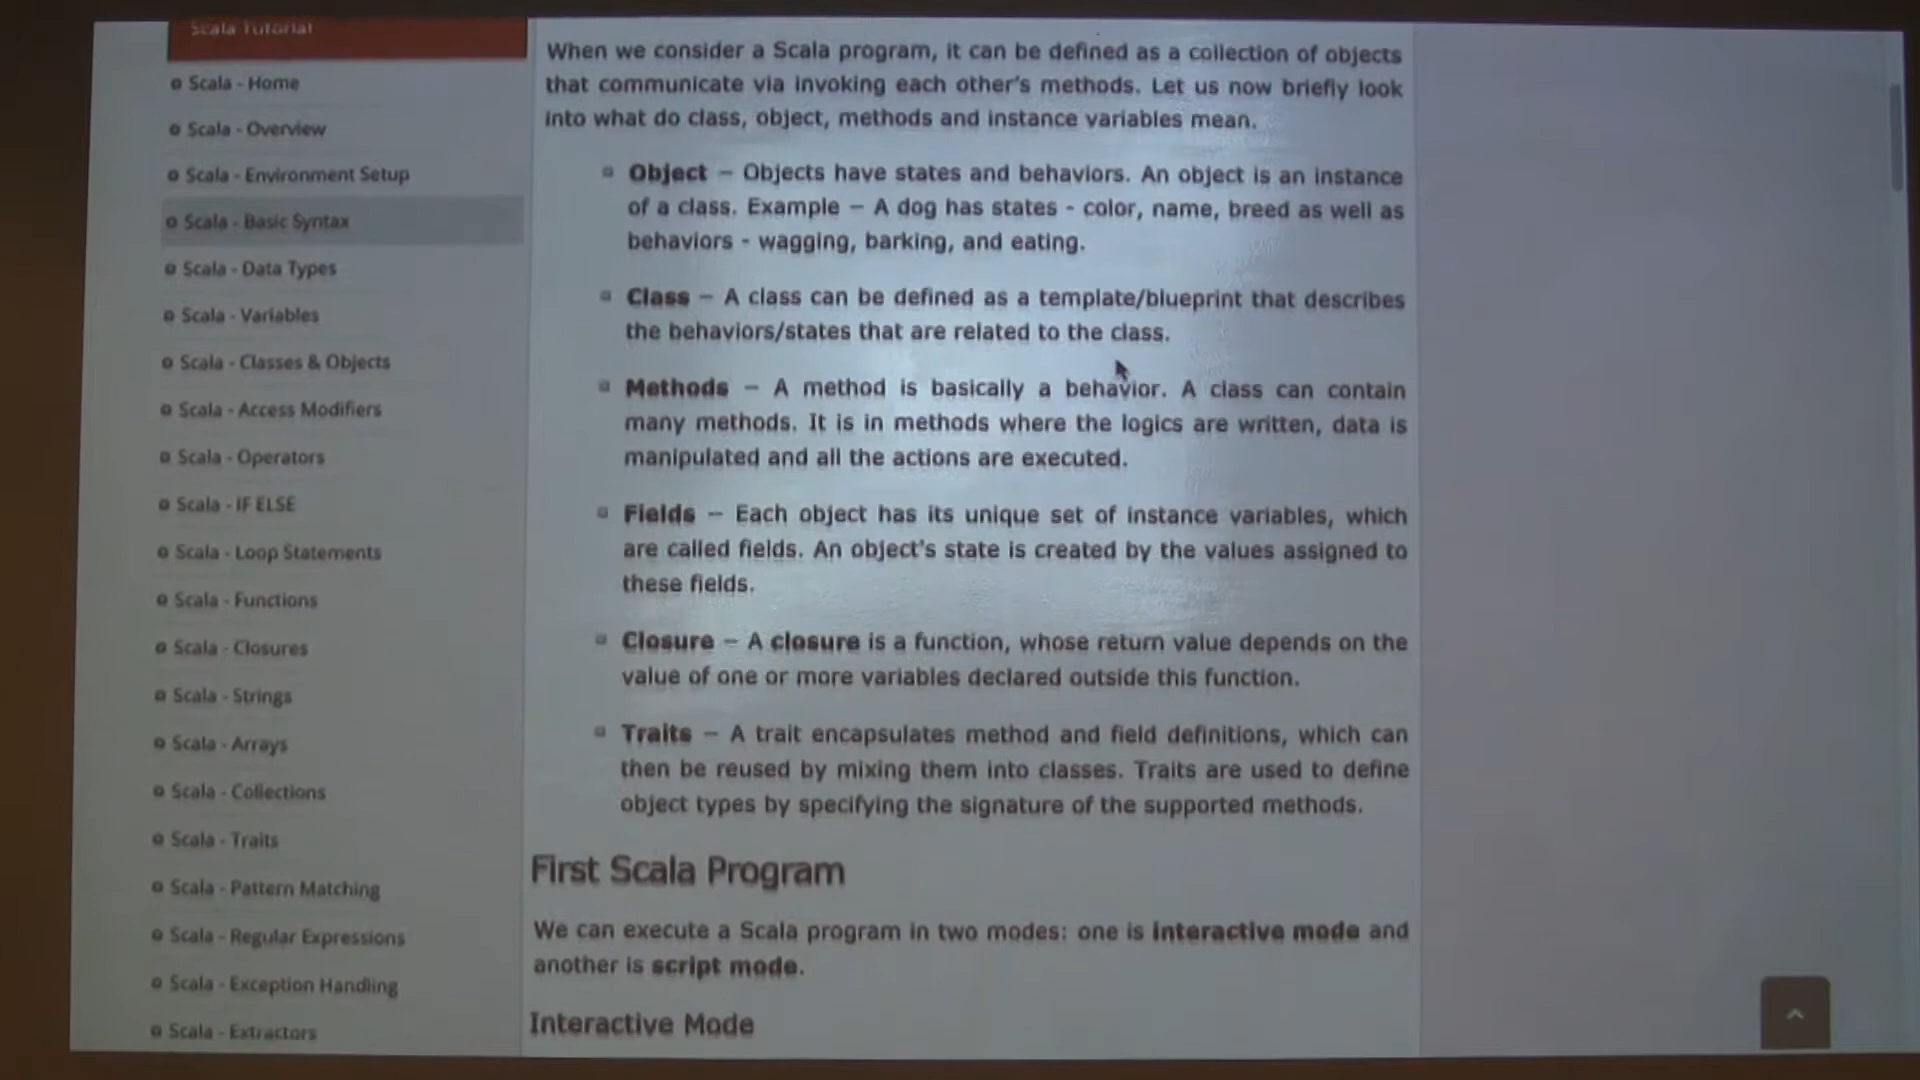 Scala Tutorial
Scala - Home
Scala - Overview
Scala - Environment Setup
Scala - Basic Syntax
Scala - Data Types
Scala - Variables
Scala - Classes & Objects
Scala - Access Modifiers
Scala - Operators
Scala - IF ELSE
Scala - Loop Statements
Scala - Functions
Scala - Closures
Scala - Strings
Scala - Arrays
Scala - Collections
Scala - Traits
Scala - Pattern Matching
Scala - Regular Expressions
Scala - Exception Handling
Scala - Extractors
When we consider a Scala program, it can be defined as a collection of objects
that communicate via invoking each other's methods. Let us now briefly look
into what do class, object, methods and instance variables mean.
Object − Objects have states and behaviors. An object is an instance
of a class. Example − A dog has states - color, name, breed as well as
behaviors - wagging, barking, and eating.
Class − A class can be defined as a template/blueprint that describes
the behaviors/states that are related to the class.
Methods − A method is basically a behavior. A class can contain
many methods. It is in methods where the logics are written, data is
manipulated and all the actions are executed.
Fields − Each object has its unique set of instance variables, which
are called fields. An object's state is created by the values assigned to
these fields.
Closure − A closure is a function, whose return value depends on the
value of one or more variables declared outside this function.
Traits − A trait encapsulates method and field definitions, which can
then be reused by mixing them into classes. Traits are used to define
object types by specifying the signature of the supported methods.
First Scala Program
We can execute a Scala program in two modes: one is interactive mode and
another is script mode.
Interactive Mode